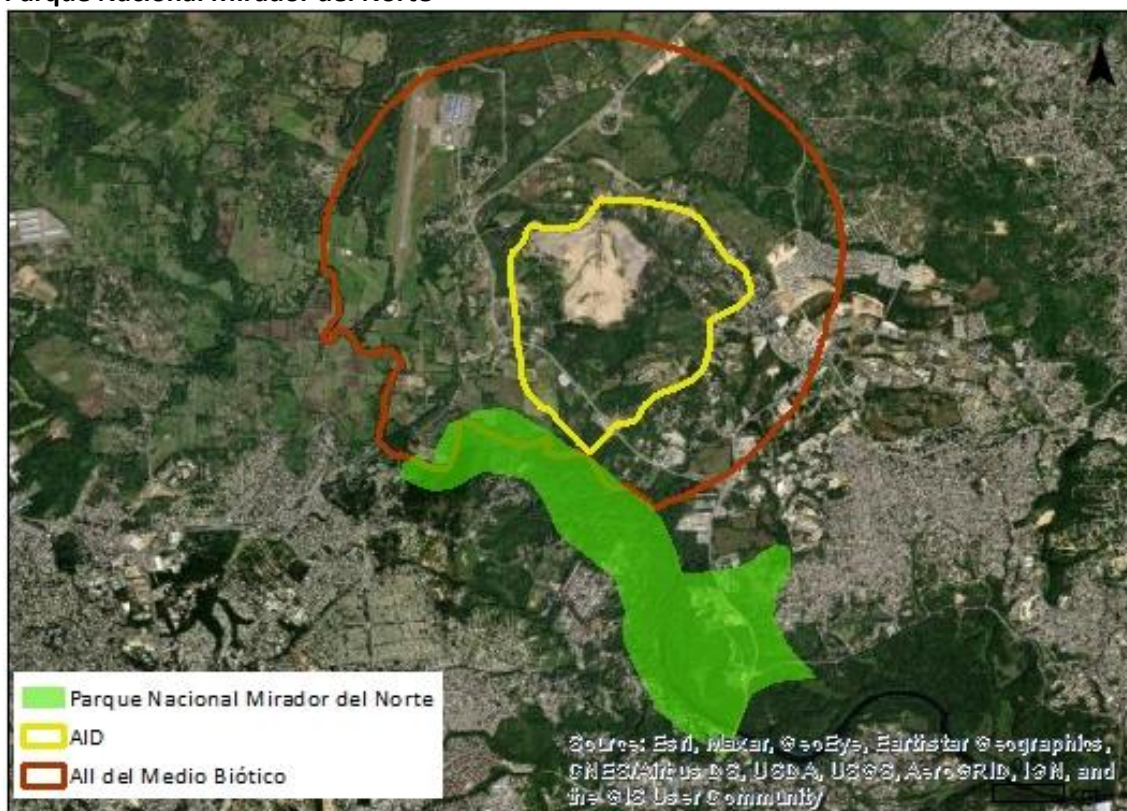 Parque Nacional Mirador del Norte
Parque Nacional Mirador del Norte
AID
AII del Medio Biótico
Source: Esri, Maxar, GeoEye, Earthstar Geographics,
CNES/Airbus DS, USDA, USGS, AeroGRID, IGN, and
the GIS User Community